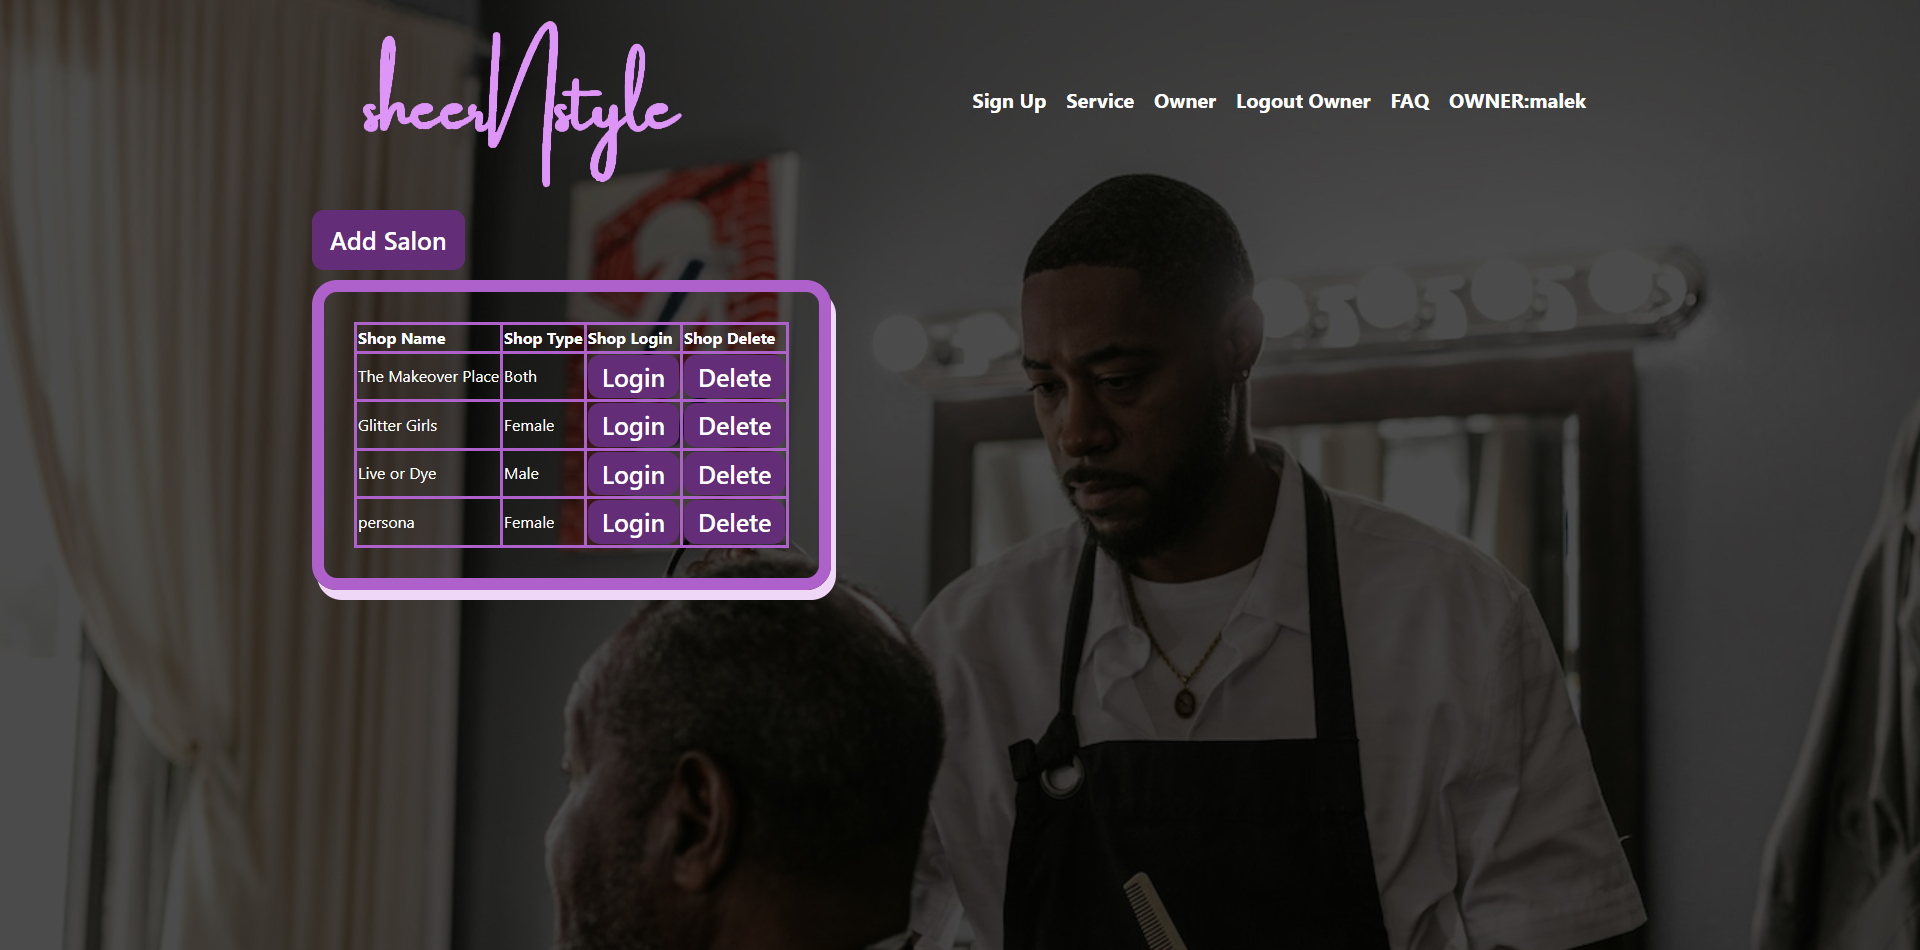 sheerNstyle
Sign Up Service Owner Logout Owner FAQ OWNER:malek
Add Salon
Shop Name Shop Type Shop Login Shop Delete
The Makeover Place Both Login Delete
Glitter Girls Female Login Delete
Live or Dye Male Login Delete
persona Female Login Delete